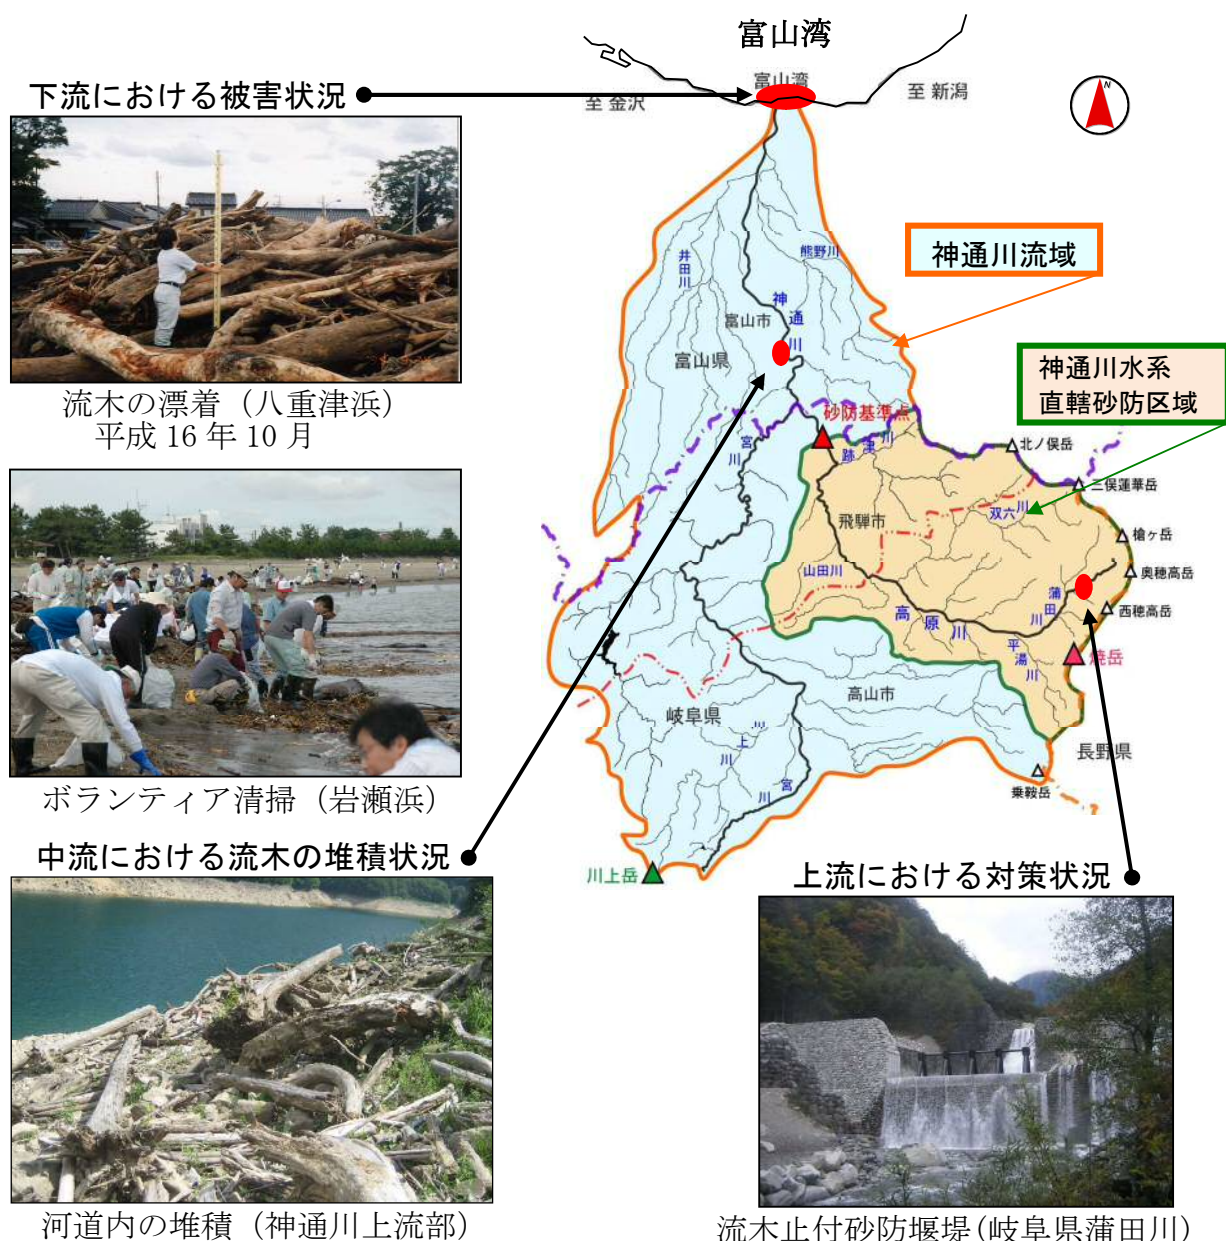 富山湾
富山湾
至 金沢
至 新潟
N
下流における被害状況
流木の漂着（八重津浜）
平成 16 年 10 月
ボランティア清掃（岩瀬浜）
中流における流木の堆積状況
河道内の堆積（神通川上流部）
上流における対策状況
流木止付砂防堰堤（岐阜県蒲田川）
神通川流域
神通川水系
直轄砂防区域
井田川
熊野川
神通川
富山市
富山県
砂防基準点
宮川
跡津川
北ノ俣岳
三俣蓮華岳
双六川
飛騨市
槍ヶ岳
奥穂高岳
山田川
蒲田川
西穂高岳
高原川
平湯川
焼岳
高山市
岐阜県
長野県
川上川
宮川
乗鞍岳
川上岳